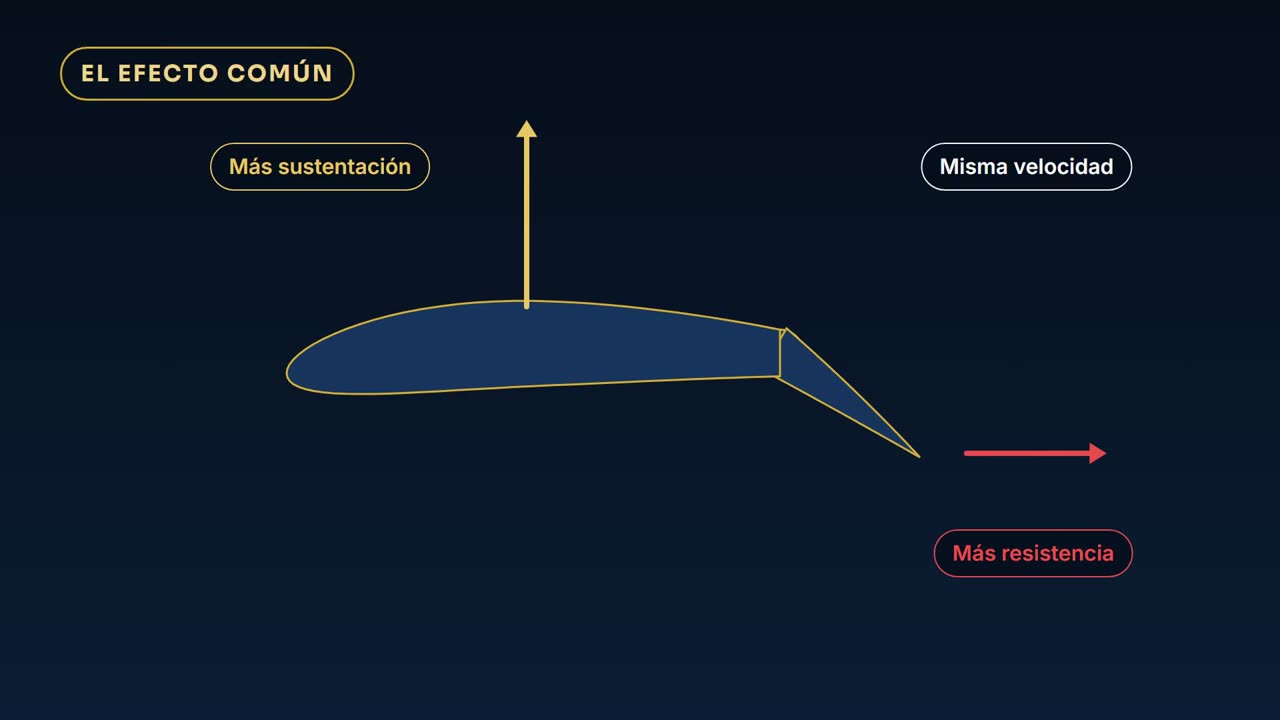 EL EFECTO COMÚN
Más sustentación
Misma velocidad
Más resistencia